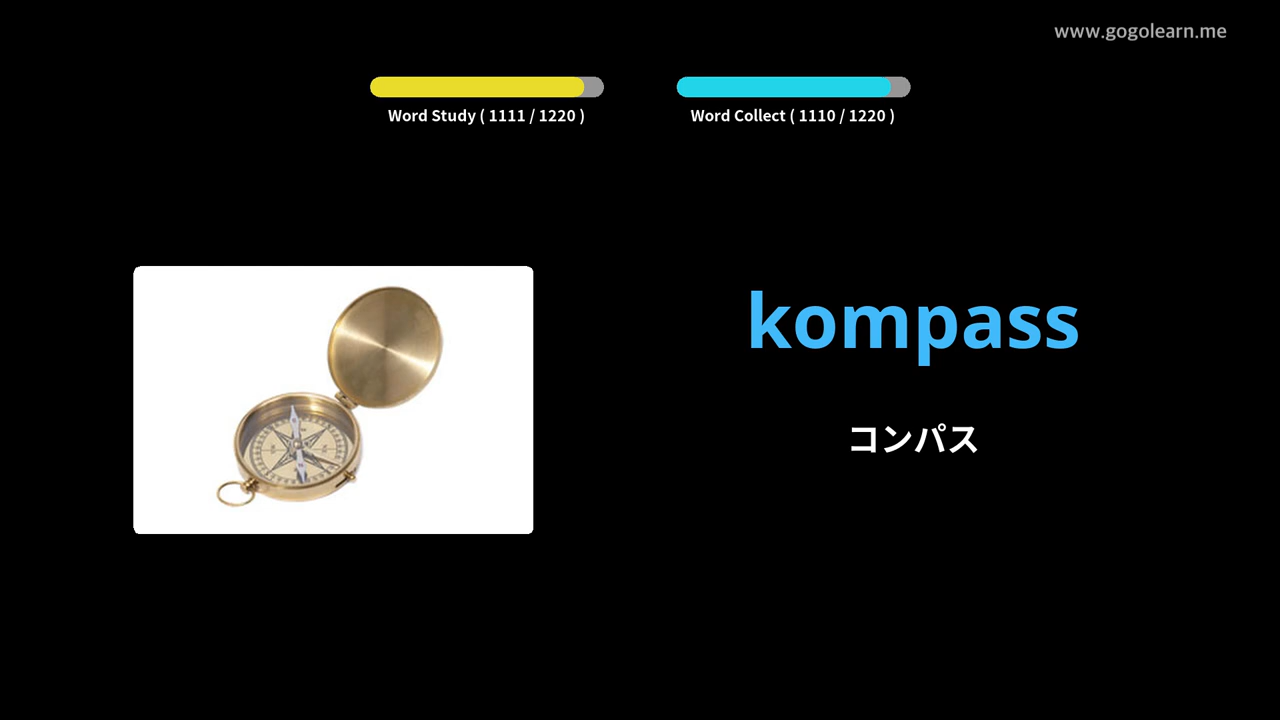 www.gogolearn.me
Word Study ( 1111 / 1220 )
Word Collect ( 1110 / 1220 )
kompass
コンパス